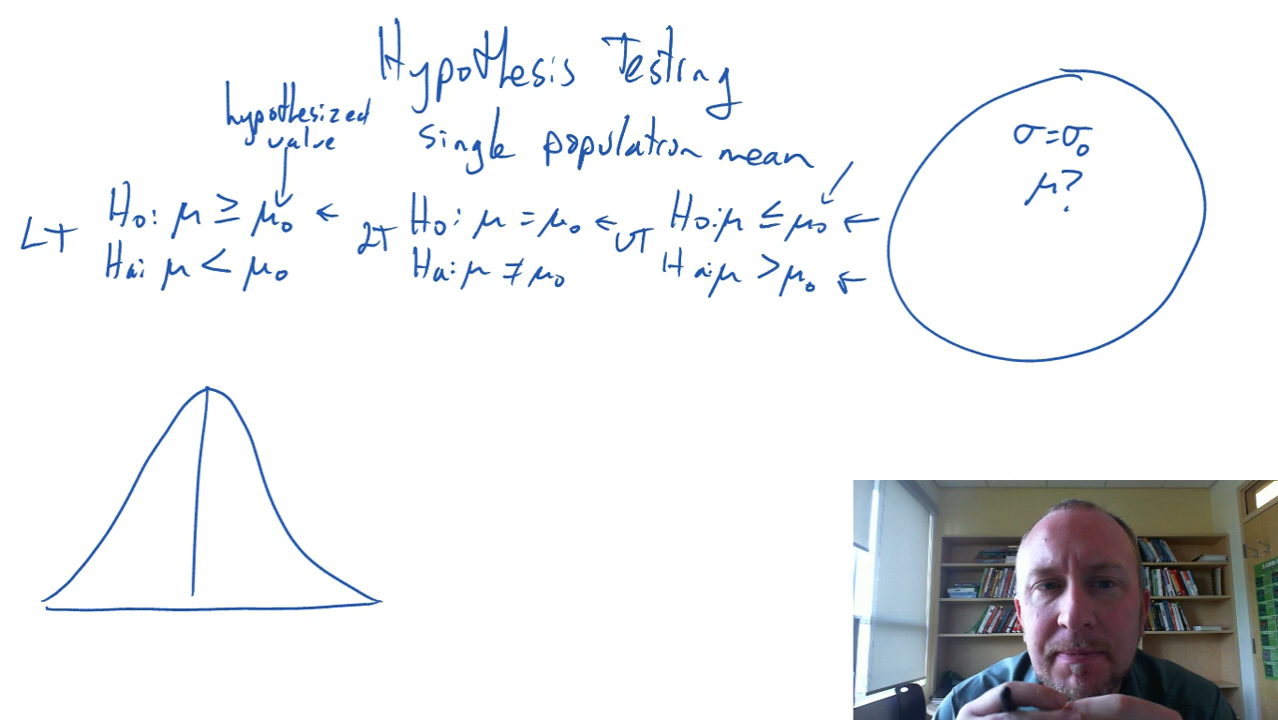 Hypothesis Testing
single population mean
hypothesized
value
LT
H₀: μ ≥ μ₀ ←
Ha: μ < μ₀
2T
H₀: μ = μ₀ ←
Ha: μ ≠ μ₀
UT
H₀: μ ≤ μ₀ ←
Ha: μ > μ₀ ←
σ=σ₀
μ?